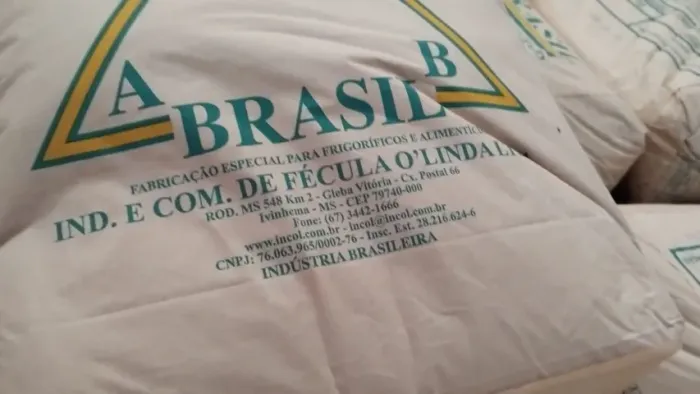 A B
BRASIL
FABRICAÇÃO ESPECIAL PARA FRIGORÍFICOS E
IND. E COM. DE FÉCULA O'LINDA
ROD. MS 548 Km 2 - Gleba Vitória - Cx. Postal 66
Ivinhema - MS - CEP 79740-000
Fone: (67) 3442-1666
www.incol.com.br - incol@incol.com.br
CNPJ: 76.063.965/0002-76 - Insc. Est. 28.216.624-6
INDÚSTRIA BRASILEIRA